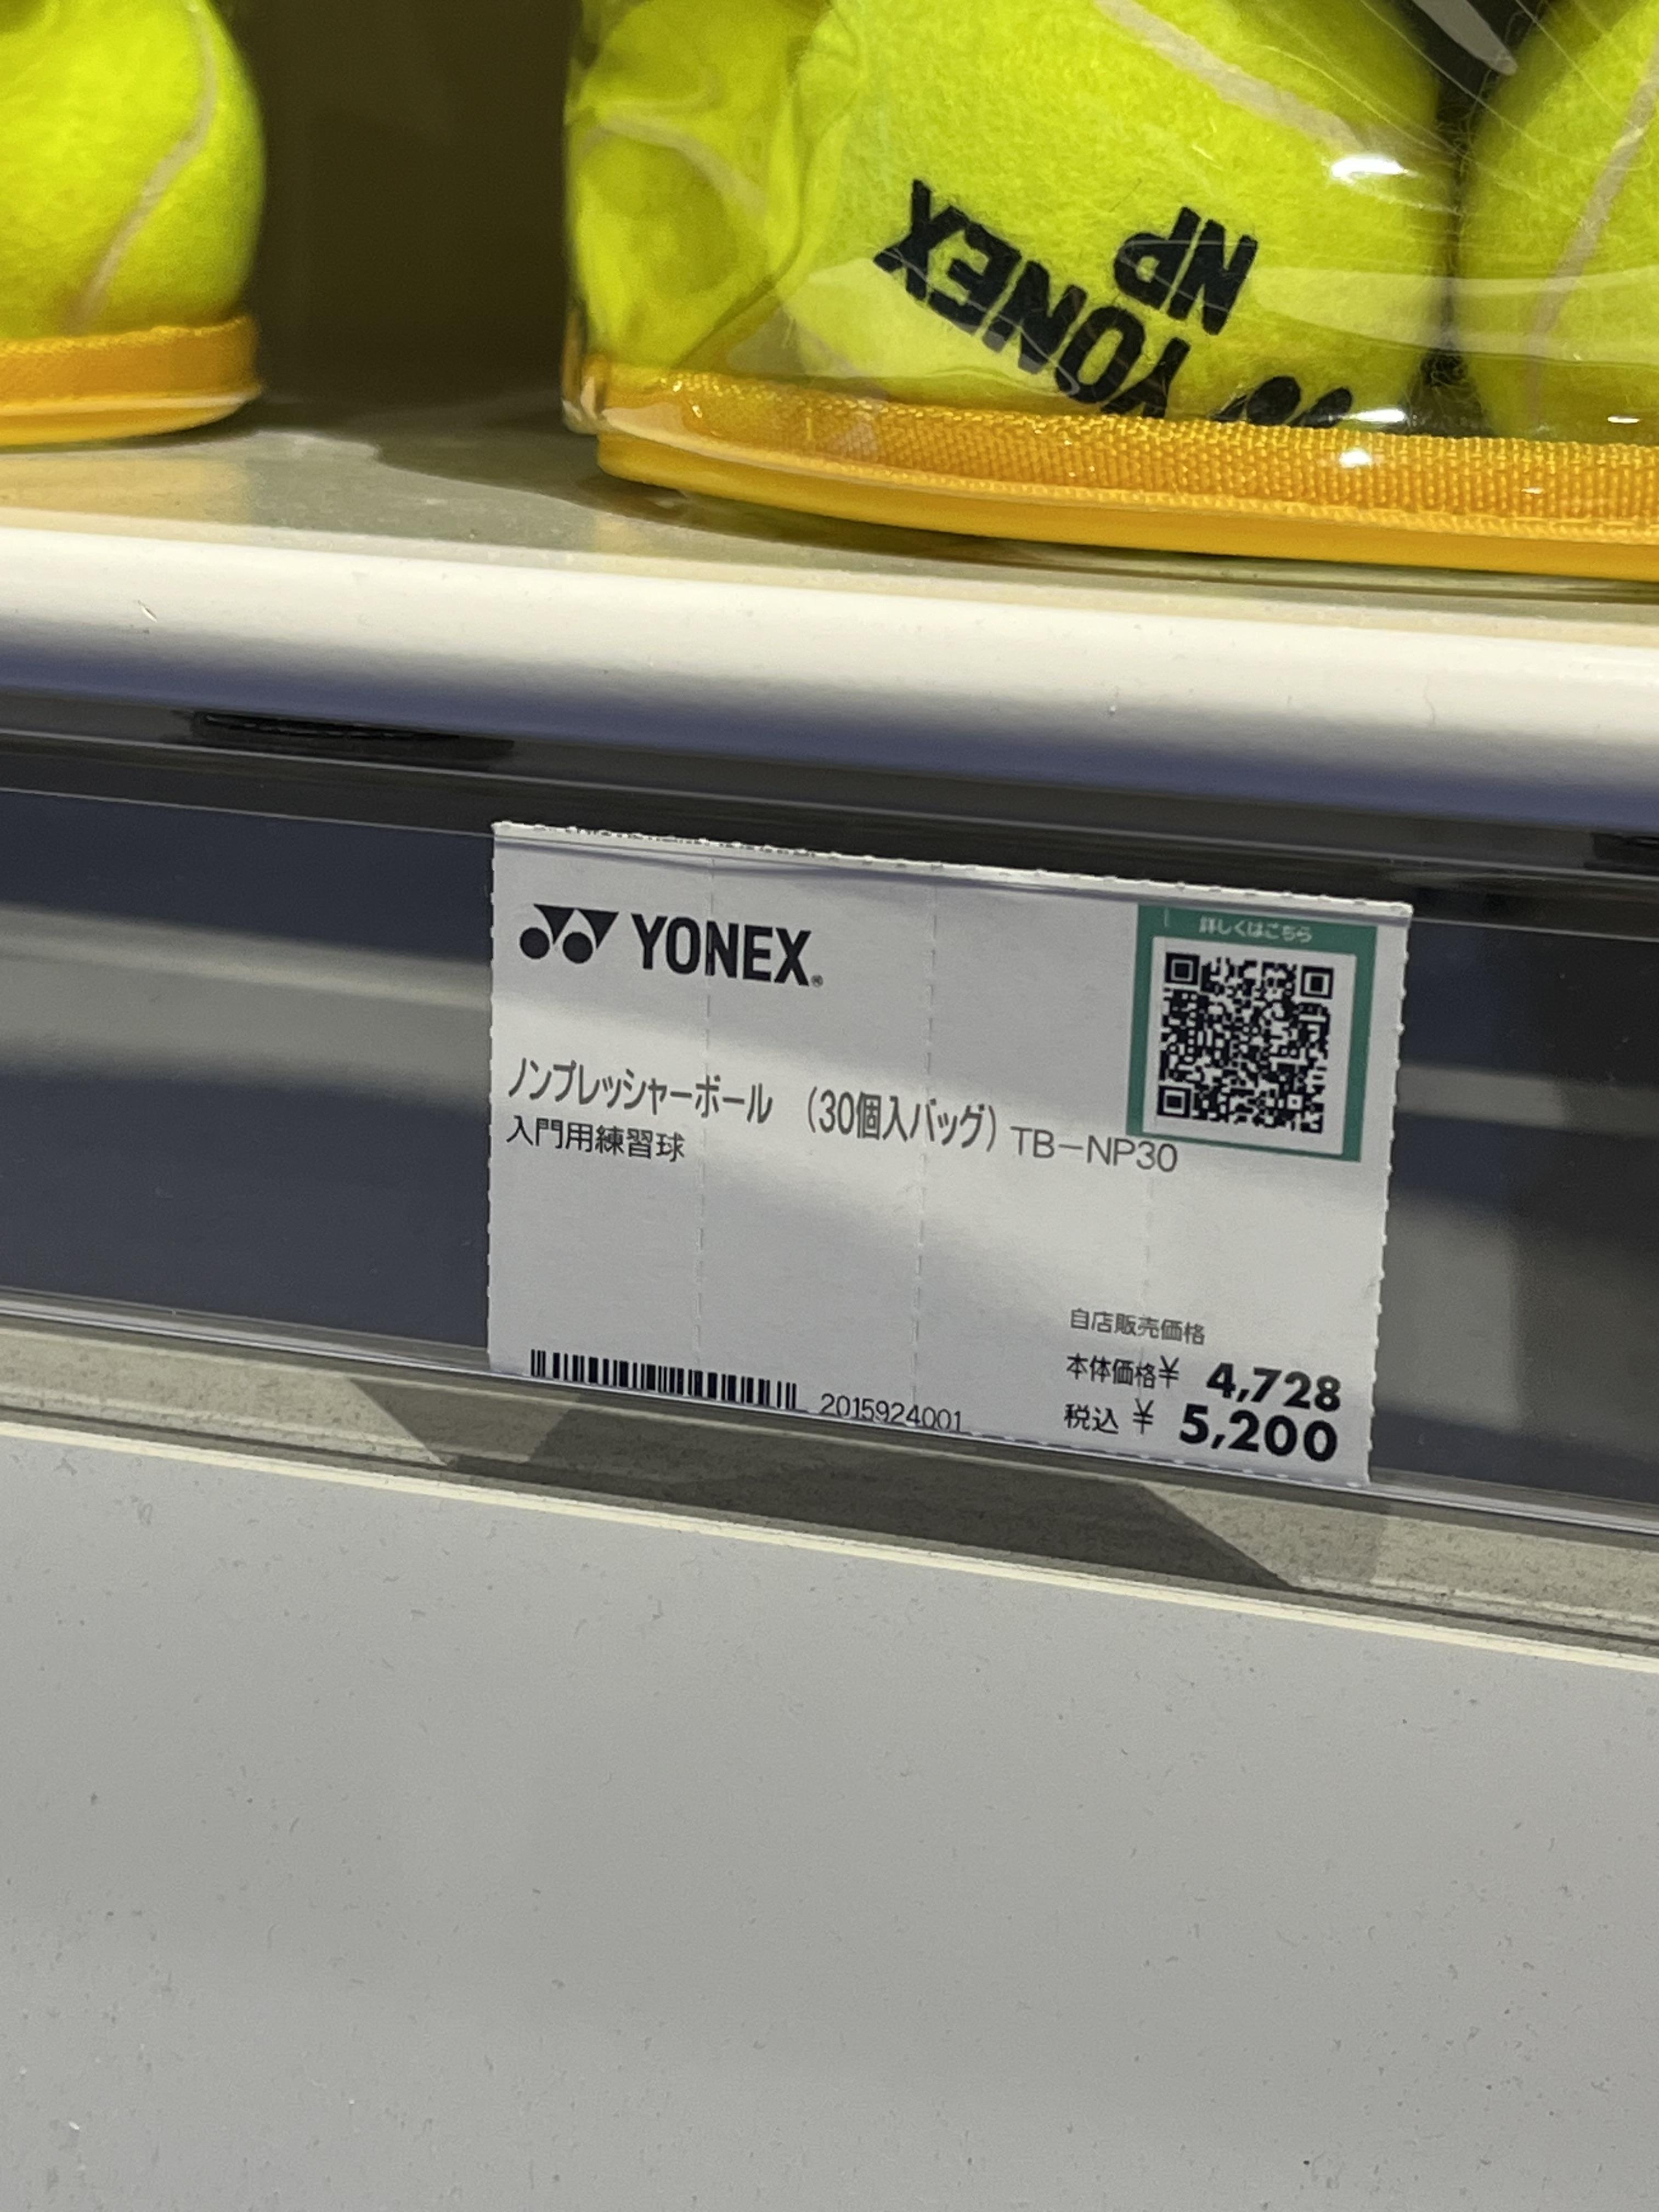 YONEX
NP
YONEX®
詳しくはこちら
ノンプレッシャーボール (30個入バッグ) TB-NP30
入門用練習球
自店販売価格
本体価格¥ 4,728
税込 ¥ 5,200
2015924001